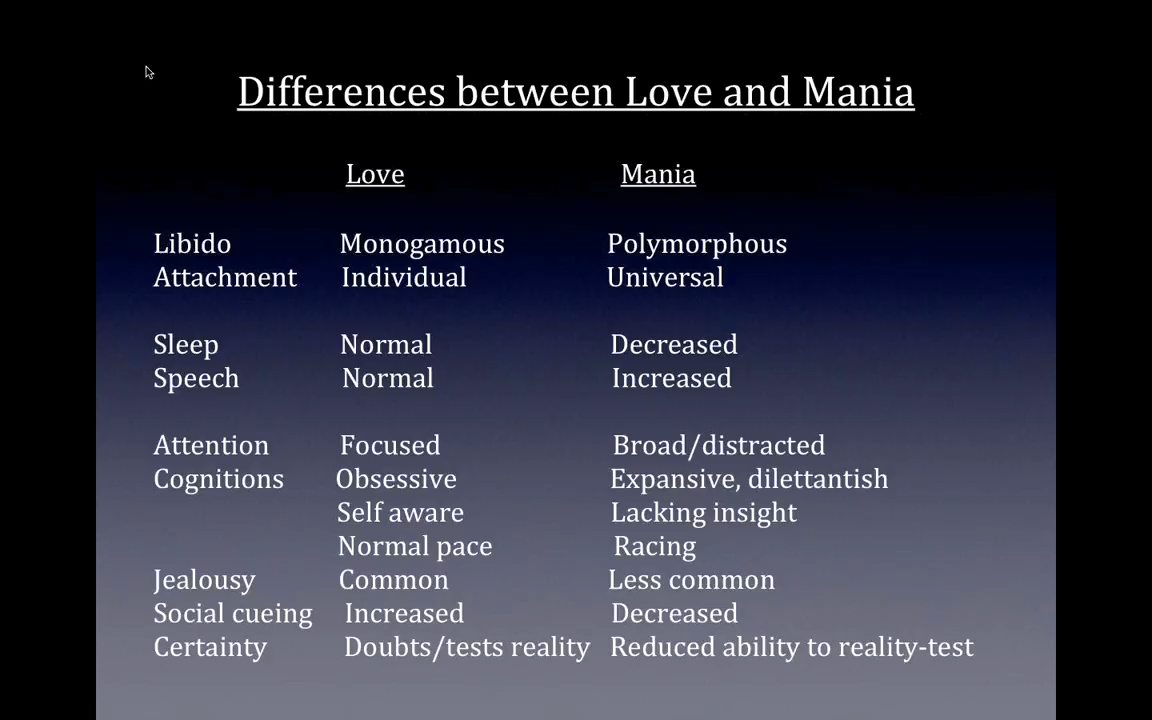 Differences between Love and Mania
Love Mania
Libido Monogamous Polymorphous
Attachment Individual Universal
Sleep Normal Decreased
Speech Normal Increased
Attention Focused Broad/distracted
Cognitions Obsessive Expansive, dilettantish
Self aware Lacking insight
Normal pace Racing
Jealousy Common Less common
Social cueing Increased Decreased
Certainty Doubts/tests reality Reduced ability to reality-test